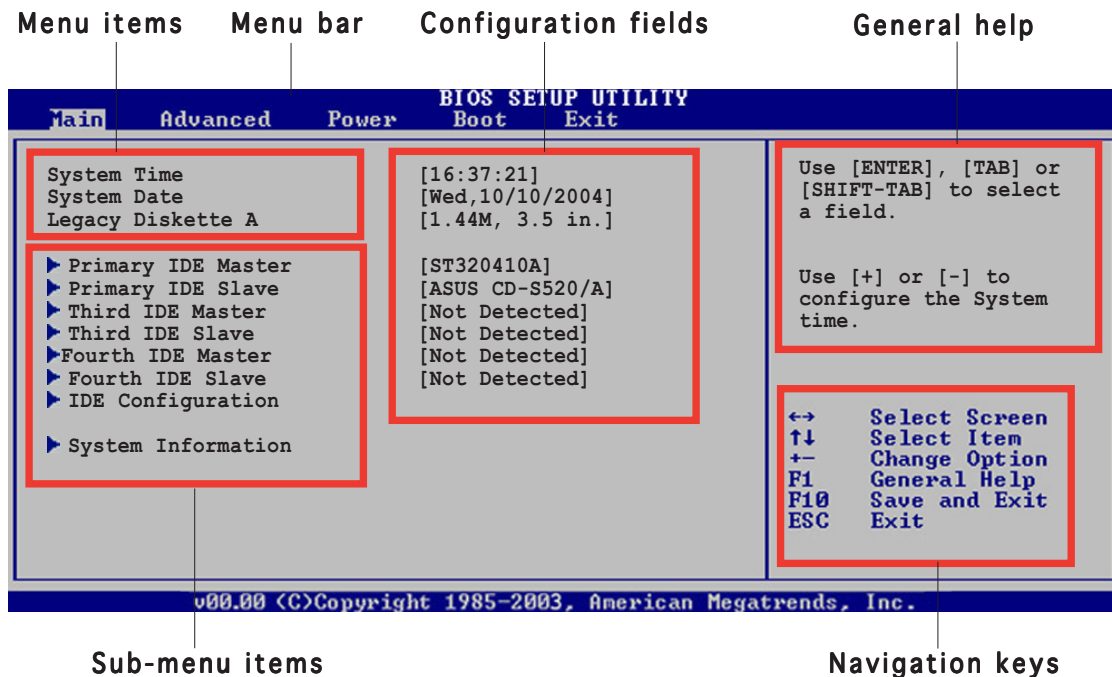 Menu items Menu bar Configuration fields General help
BIOS SETUP UTILITY
Main Advanced Power Boot Exit
System Time [16:37:21]
System Date [Wed,10/10/2004]
Legacy Diskette A [1.44M, 3.5 in.]
Primary IDE Master [ST320410A]
Primary IDE Slave [ASUS CD-S520/A]
Third IDE Master [Not Detected]
Third IDE Slave [Not Detected]
Fourth IDE Master [Not Detected]
Fourth IDE Slave [Not Detected]
IDE Configuration
System Information
Use [ENTER], [TAB] or
[SHIFT-TAB] to select
a field.
Use [+] or [-] to
configure the System
time.
←→ Select Screen
↑↓ Select Item
+- Change Option
F1 General Help
F10 Save and Exit
ESC Exit
v00.00 (C)Copyright 1985-2003, American Megatrends, Inc.
Sub-menu items Navigation keys